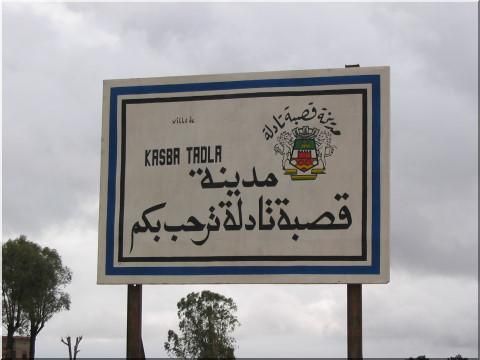 ville de
مدينة قصبة تادلة
KASBA TADLA
مدينة
قصبة تادلة ترحب بكم